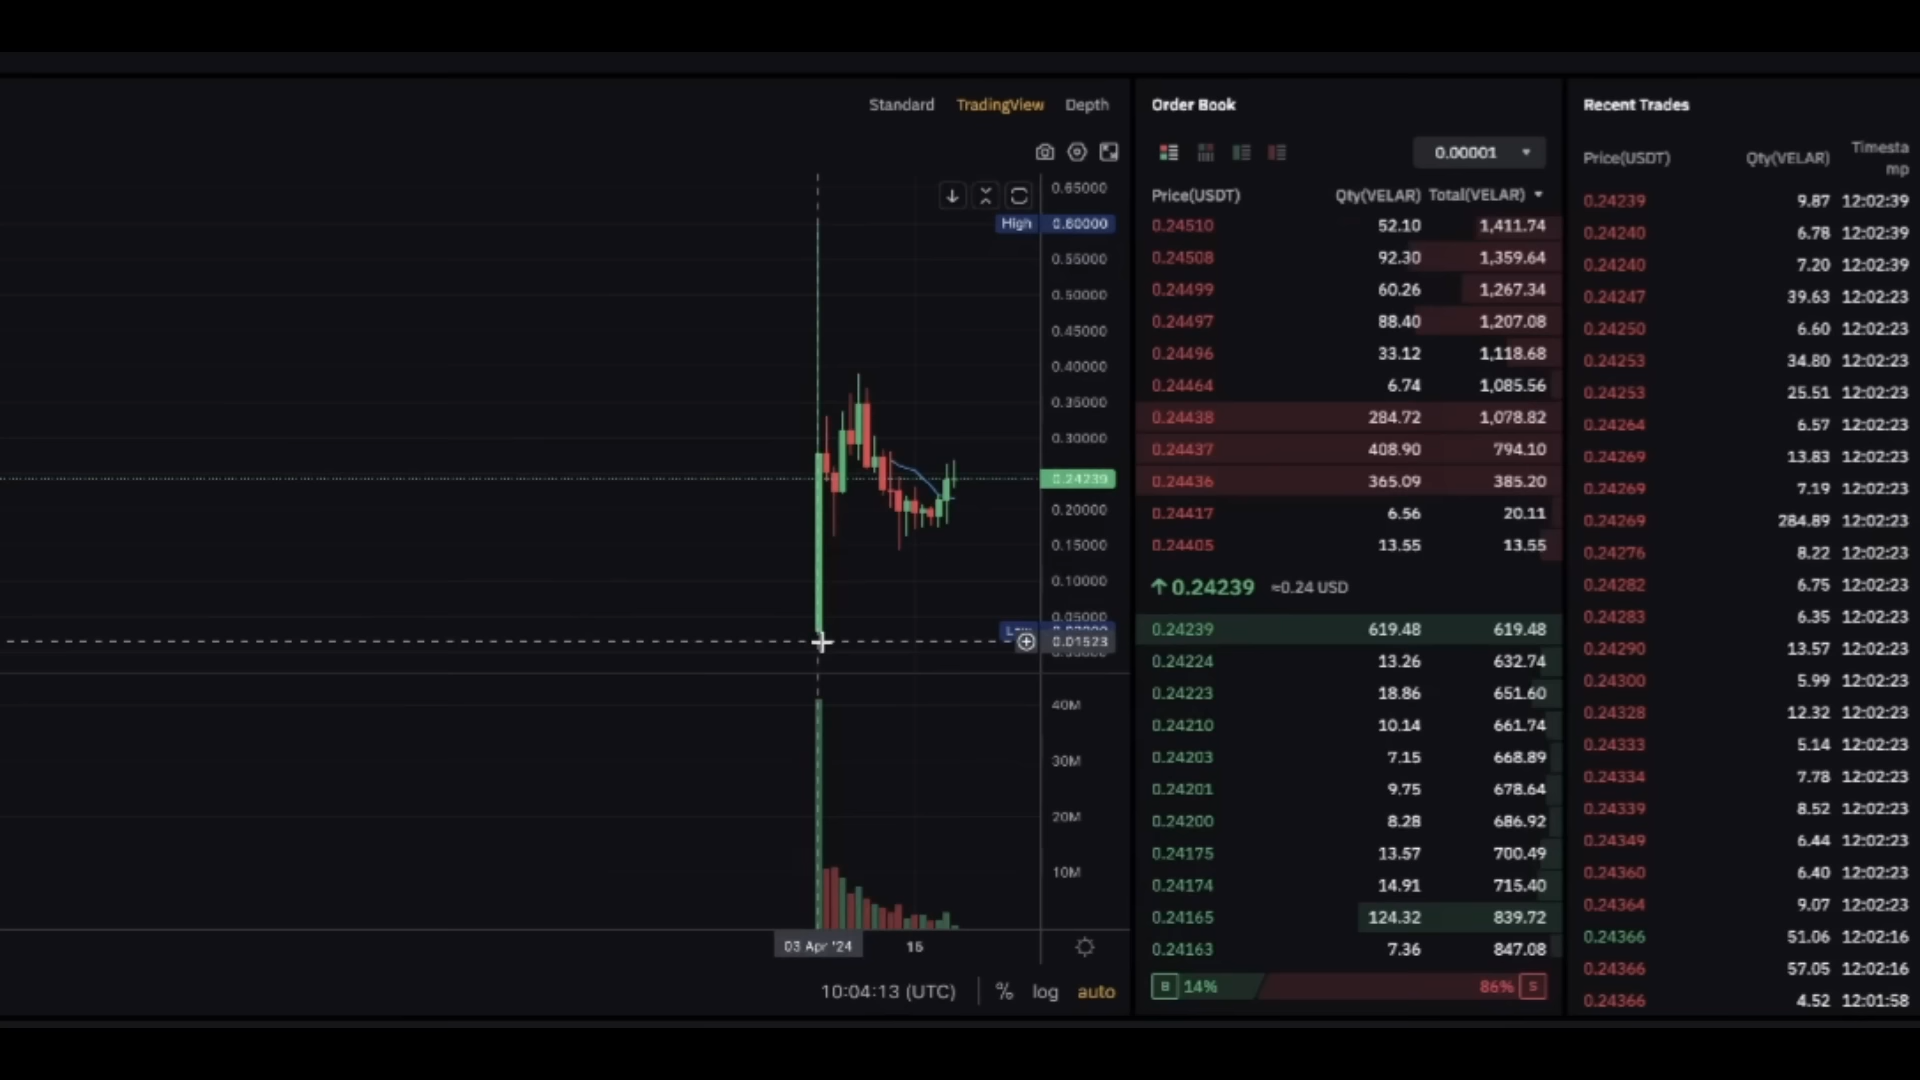 Standard TradingView Depth
0.65000
High 0.60000
0.55000
0.50000
0.45000
0.40000
0.35000
0.30000
0.24239
0.20000
0.15000
0.10000
0.05000
0.01523
40M
30M
20M
10M
03 Apr '24 15
10:04:13 (UTC) % log auto
Order Book
0.00001
Price(USDT) Qty(VELAR) Total(VELAR)
0.24510 52.10 1,411.74
0.24508 92.30 1,359.64
0.24499 60.26 1,267.34
0.24497 88.40 1,207.08
0.24496 33.12 1,118.68
0.24464 6.74 1,085.56
0.24438 284.72 1,078.82
0.24437 408.90 794.10
0.24436 365.09 385.20
0.24417 6.56 20.11
0.24405 13.55 13.55
↑0.24239 ≈0.24 USD
0.24239 619.48 619.48
0.24224 13.26 632.74
0.24223 18.86 651.60
0.24210 10.14 661.74
0.24203 7.15 668.89
0.24201 9.75 678.64
0.24200 8.28 686.92
0.24175 13.57 700.49
0.24174 14.91 715.40
0.24165 124.32 839.72
0.24163 7.36 847.08
B 14% 86% S
Recent Trades
Price(USDT) Qty(VELAR) Timesta
mp
0.24239 9.87 12:02:39
0.24240 6.78 12:02:39
0.24240 7.20 12:02:39
0.24247 39.63 12:02:23
0.24250 6.60 12:02:23
0.24253 34.80 12:02:23
0.24253 25.51 12:02:23
0.24264 6.57 12:02:23
0.24269 13.83 12:02:23
0.24269 7.19 12:02:23
0.24269 284.89 12:02:23
0.24276 8.22 12:02:23
0.24282 6.75 12:02:23
0.24283 6.35 12:02:23
0.24290 13.57 12:02:23
0.24300 5.99 12:02:23
0.24328 12.32 12:02:23
0.24333 5.14 12:02:23
0.24334 7.78 12:02:23
0.24339 8.52 12:02:23
0.24349 6.44 12:02:23
0.24360 6.40 12:02:23
0.24364 9.07 12:02:23
0.24366 51.06 12:02:16
0.24366 57.05 12:02:16
0.24366 4.52 12:01:58